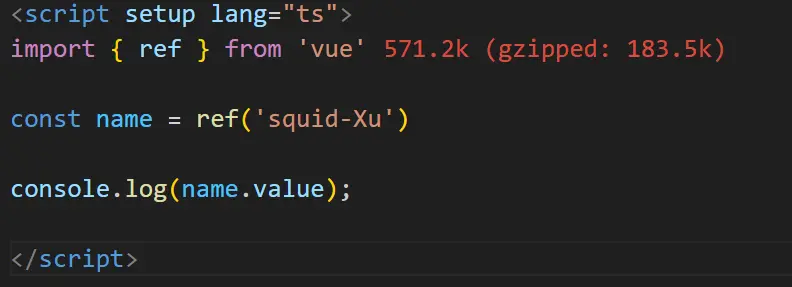 <script setup lang="ts">
import { ref } from 'vue' 571.2k (gzipped: 183.5k)
const name = ref('squid-Xu')
console.log(name.value);
</script>